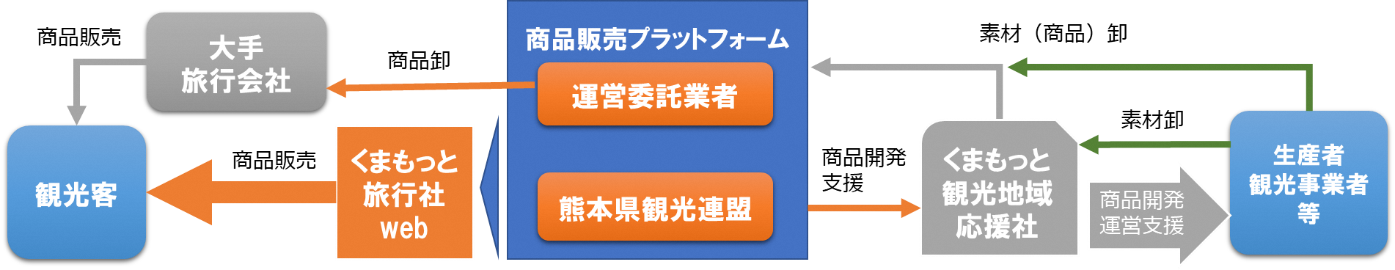 商品販売
大手
旅行会社
観光客
商品販売
商品卸
くまもっと
旅行社
web
商品販売プラットフォーム
運営委託業者
熊本県観光連盟
商品開発
支援
素材（商品）卸
くまもっと
観光地域
応援社
素材卸
商品開発
運営支援
生産者
観光事業者
等